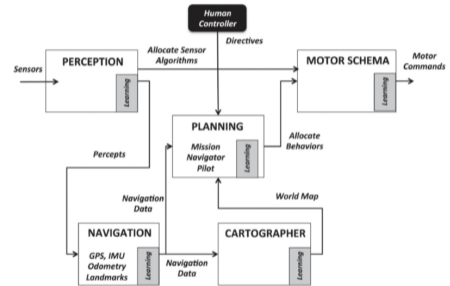 Human
Controller
Directives
Allocate Sensor
Algorithms
Sensors
PERCEPTION
Learning
MOTOR SCHEMA
Learning
Motor
Commands
PLANNING
Mission
Navigator
Pilot
Learning
Allocate
Behaviors
Percepts
Navigation
Data
World Map
NAVIGATION
GPS, IMU
Odometry
Landmarks
Learning
Navigation
Data
CARTOGRAPHER
Learning